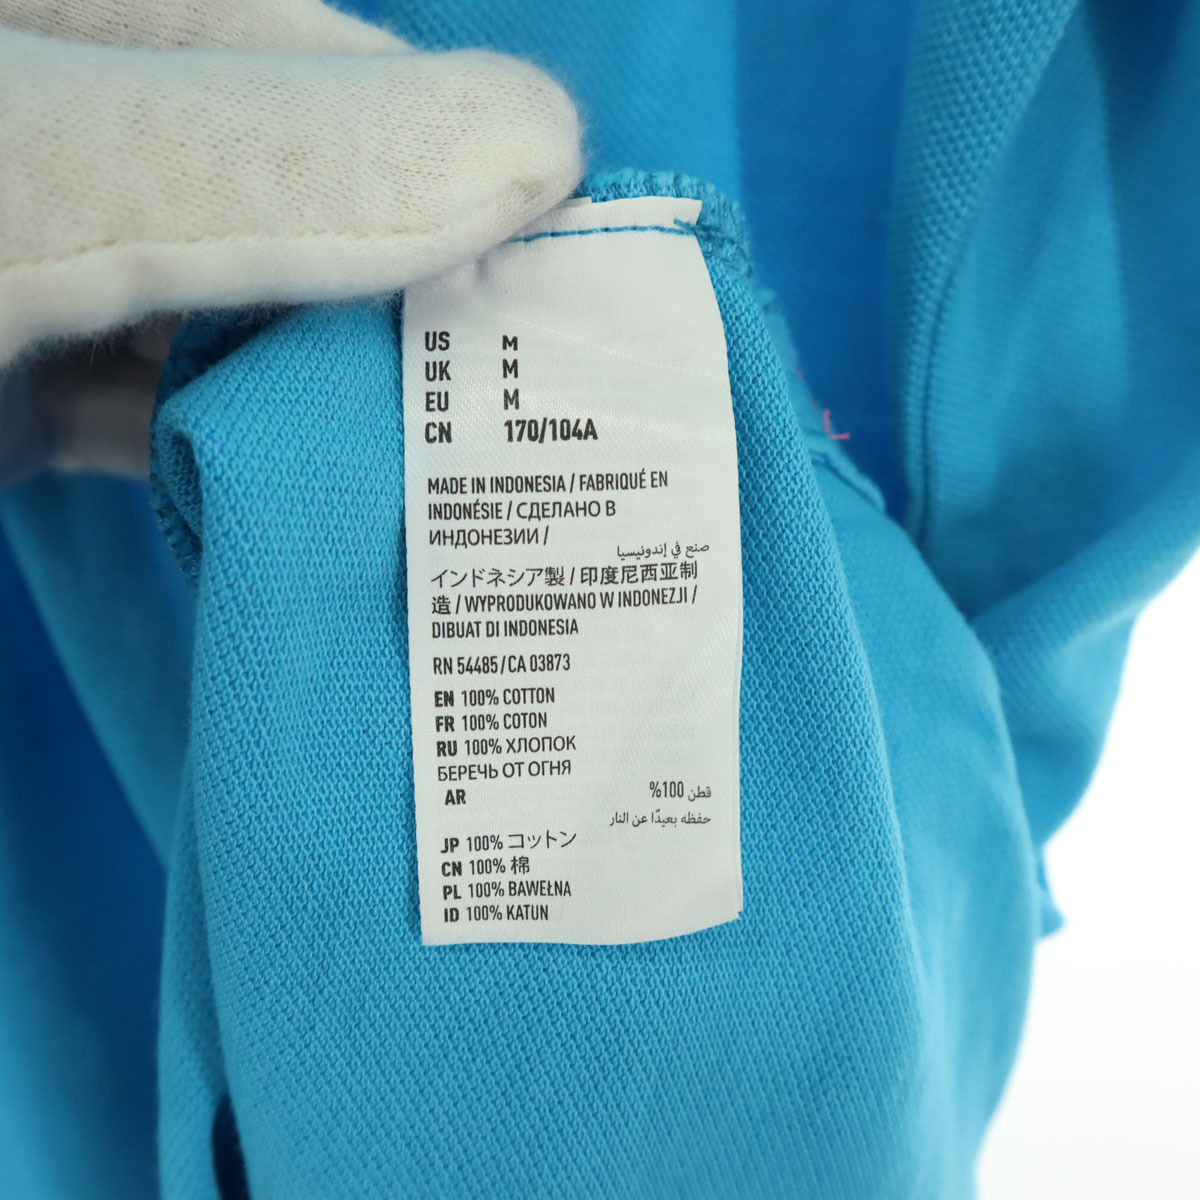 US M
UK M
EU M
CN 170/104A
MADE IN INDONESIA / FABRIQUÉ EN
INDONÉSIE / СДЕЛАНО В
ИНДОНЕЗИИ /
صنع في إندونيسيا
インドネシア製 / 印度尼西亚制
造 / WYPRODUKOWANO W INDONEZJI /
DIBUAT DI INDONESIA
RN 54485 / CA 03873
EN 100% COTTON
FR 100% COTON
RU 100% ХЛОПОК
БЕРЕЧЬ ОТ ОГНЯ
AR قطن 100%
حفظه بعيدًا عن النار
JP 100% コットン
CN 100% 棉
PL 100% BAWEŁNA
ID 100% KATUN